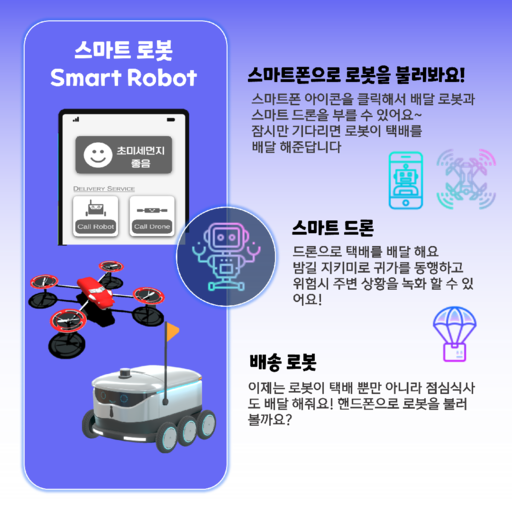 스마트 로봇
Smart Robot
초미세먼지
좋음
DELIVERY SERVICE
Call Robot
Call Drone
스마트폰으로 로봇을 불러봐요!
스마트폰 아이콘을 클릭해서 배달 로봇과
스마트 드론을 부를 수 있어요~
잠시만 기다리면 로봇이 택배를
배달 해준답니다
스마트 드론
드론으로 택배를 배달 해요
밤길 지키미로 귀가를 동행하고
위험시 주변 상황을 녹화 할 수 있
어요!
배송 로봇
이제는 로봇이 택배 뿐만 아니라 점심식사
도 배달 해줘요! 핸드폰으로 로봇을 불러
볼까요?